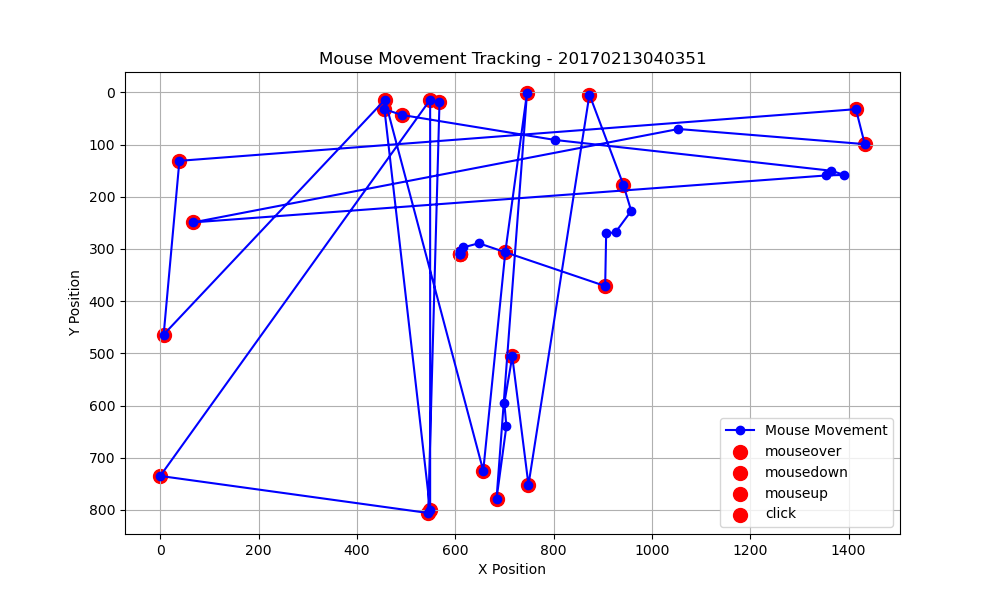 Mouse Movement Tracking - 20170213040351
Y Position
0
100
200
300
400
500
600
700
800
0 200 400 600 800 1000 1200 1400
X Position
Mouse Movement
mouseover
mousedown
mouseup
click